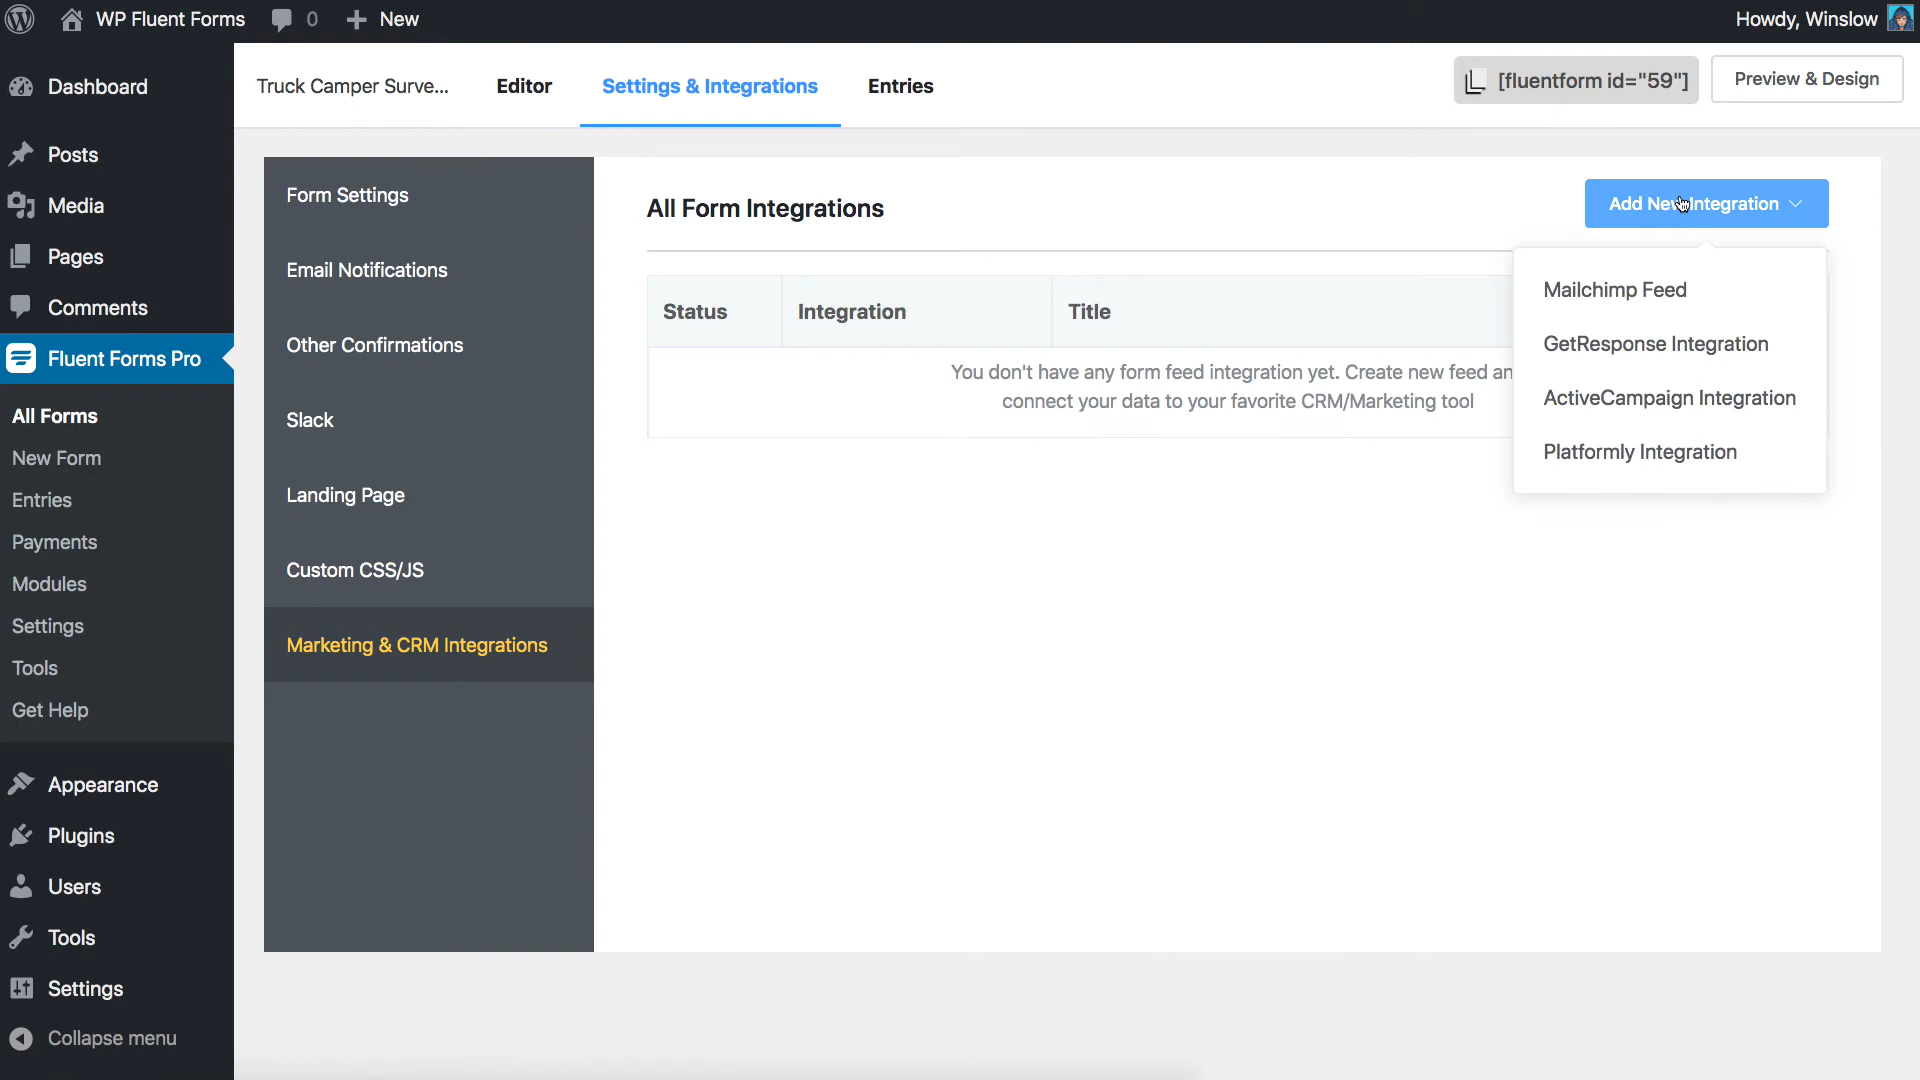 WP Fluent Forms
0
New
Howdy, Winslow
Dashboard
Posts
Media
Pages
Comments
Fluent Forms Pro
All Forms
New Form
Entries
Payments
Modules
Settings
Tools
Get Help
Appearance
Plugins
Users
Tools
Settings
Collapse menu
Truck Camper Surve...
Editor
Settings & Integrations
Entries
[fluentform id="59"]
Preview & Design
Form Settings
Email Notifications
Other Confirmations
Slack
Landing Page
Custom CSS/JS
Marketing & CRM Integrations
All Form Integrations
Add New Integration
Status
Integration
Title
You don't have any form feed integration yet. Create new feed an
connect your data to your favorite CRM/Marketing tool
Mailchimp Feed
GetResponse Integration
ActiveCampaign Integration
Platformly Integration